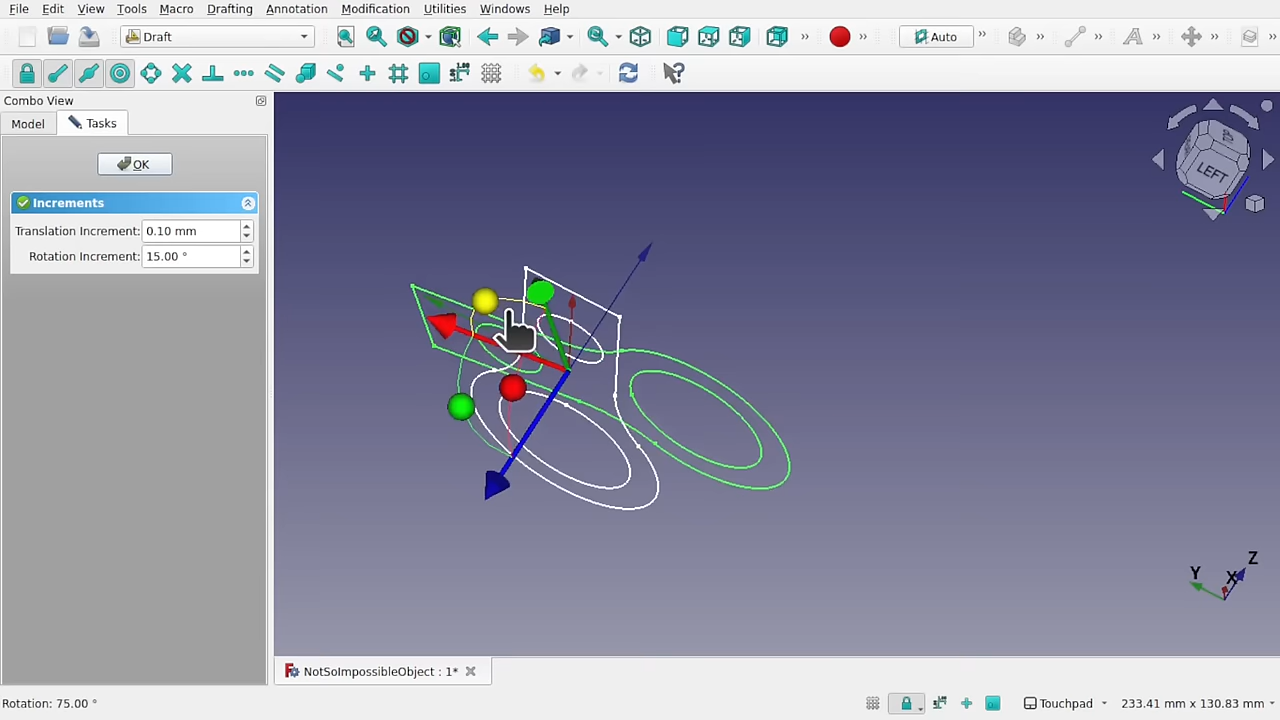 File Edit View Tools Macro Drafting Annotation Modification Utilities Windows Help
Draft
Auto
Combo View
Model
Tasks
OK
Increments
Translation Increment: 0.10 mm
Rotation Increment: 15.00 °
LEFT
Y
X
Z
NotSoImpossibleObject : 1*
Rotation: 75.00 °
Touchpad
233.41 mm x 130.83 mm